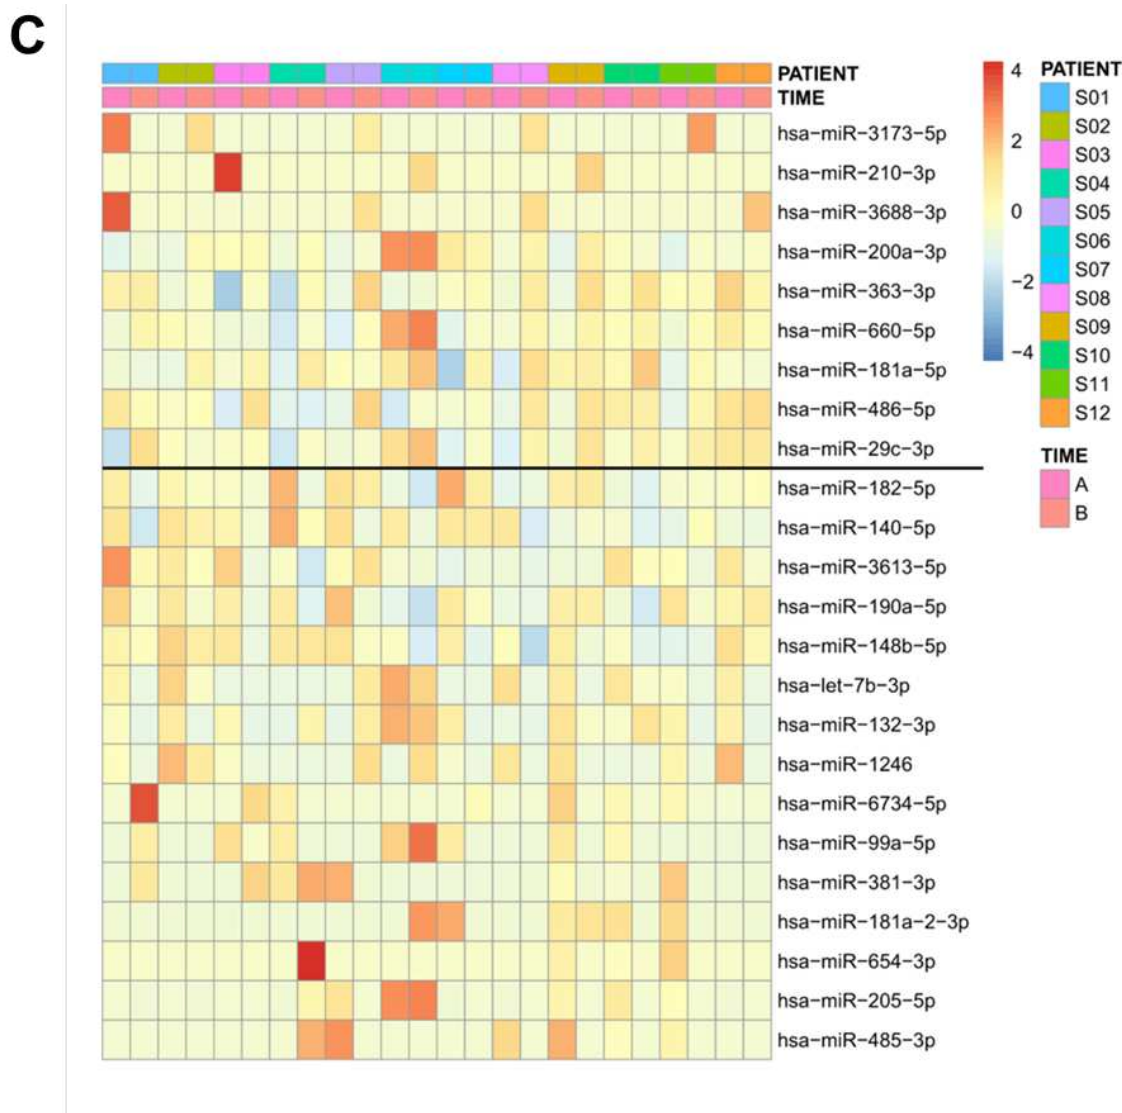 C
PATIENT
TIME
hsa−miR−3173−5p
hsa−miR−210−3p
hsa−miR−3688−3p
hsa−miR−200a−3p
hsa−miR−363−3p
hsa−miR−660−5p
hsa−miR−181a−5p
hsa−miR−486−5p
hsa−miR−29c−3p
hsa−miR−182−5p
hsa−miR−140−5p
hsa−miR−3613−5p
hsa−miR−190a−5p
hsa−miR−148b−5p
hsa−let−7b−3p
hsa−miR−132−3p
hsa−miR−1246
hsa−miR−6734−5p
hsa−miR−99a−5p
hsa−miR−381−3p
hsa−miR−181a−2−3p
hsa−miR−654−3p
hsa−miR−205−5p
hsa−miR−485−3p
4
2
0
−2
−4
PATIENT
S01
S02
S03
S04
S05
S06
S07
S08
S09
S10
S11
S12
TIME
A
B